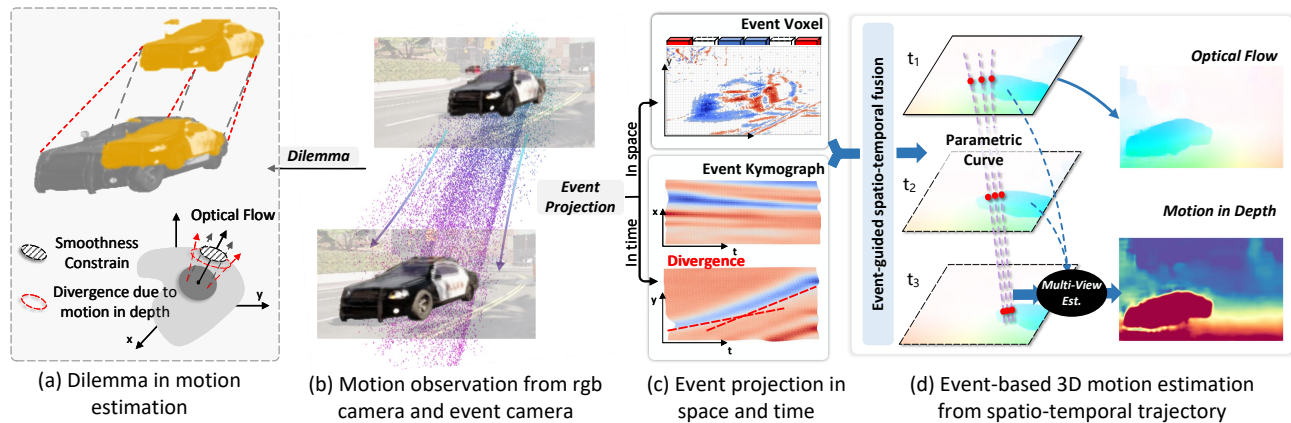 Optical Flow
Smoothness
Constrain
Divergence due to
motion in depth
y
x
(a) Dilemma in motion
estimation
Dilemma
(b) Motion observation from rgb
camera and event camera
Event
Projection
In space
In time
Event Voxel
y
x
Event Kymograph
x
t
Divergence
y
t
(c) Event projection in
space and time
Event-guided spatio-temporal fusion
t1
t2
t3
Parametric
Curve
Multi-View
Est.
Optical Flow
Motion in Depth
(d) Event-based 3D motion estimation
from spatio-temporal trajectory